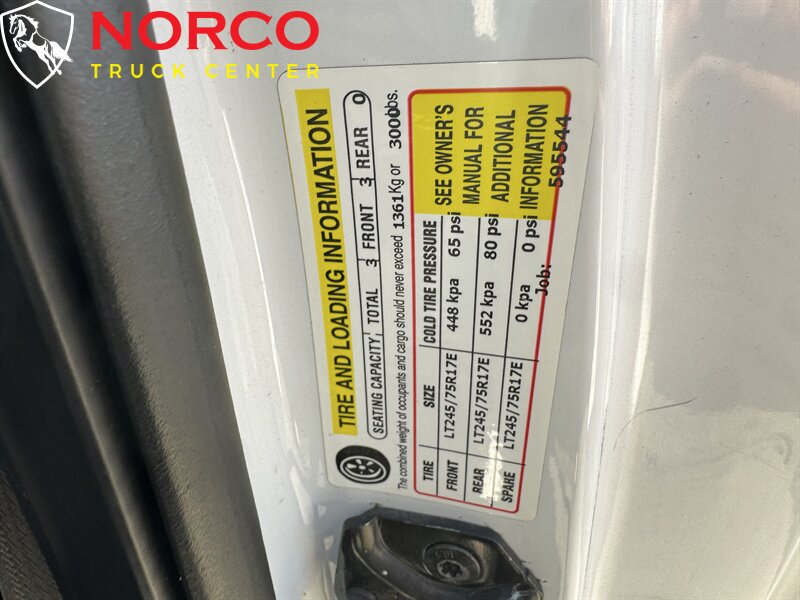 NORCO
TRUCK CENTER
TIRE AND LOADING INFORMATION
SEATING CAPACITY TOTAL 3 FRONT 3 REAR 0
The combined weight of occupants and cargo should never exceed 1361Kg or 3000lbs.
TIRE SIZE COLD TIRE PRESSURE SEE OWNER'S
FRONT LT245/75R17E 448 kpa 65 psi MANUAL FOR
REAR LT245/75R17E 552 kpa 80 psi ADDITIONAL
SPARE LT245/75R17E 0 kpa 0 psi INFORMATION
Job: 595544